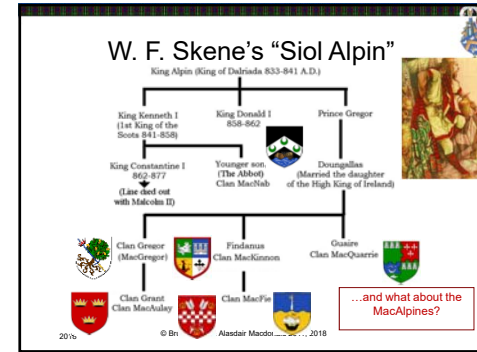 W. F. Skene’s “Siol Alpin”
King Alpin (King of Dalriada 833-841 A.D.)
King Kenneth I
(1st King of the
Scots 841-858)
King Donald I
858-862
Prince Gregor
King Constantine I
862-877
(Line died out
with Malcolm II)
Younger son.
(The Abbot)
Clan MacNab
Doungallas
(Married the daughter
of the High King of Ireland)
Clan Gregor
(MacGregor)
Findanus
Clan MacKinnon
Guaire
Clan MacQuarrie
Clan Grant
Clan MacAulay
Clan MacFie
…and what about the
MacAlpines?
© Alasdair 2018